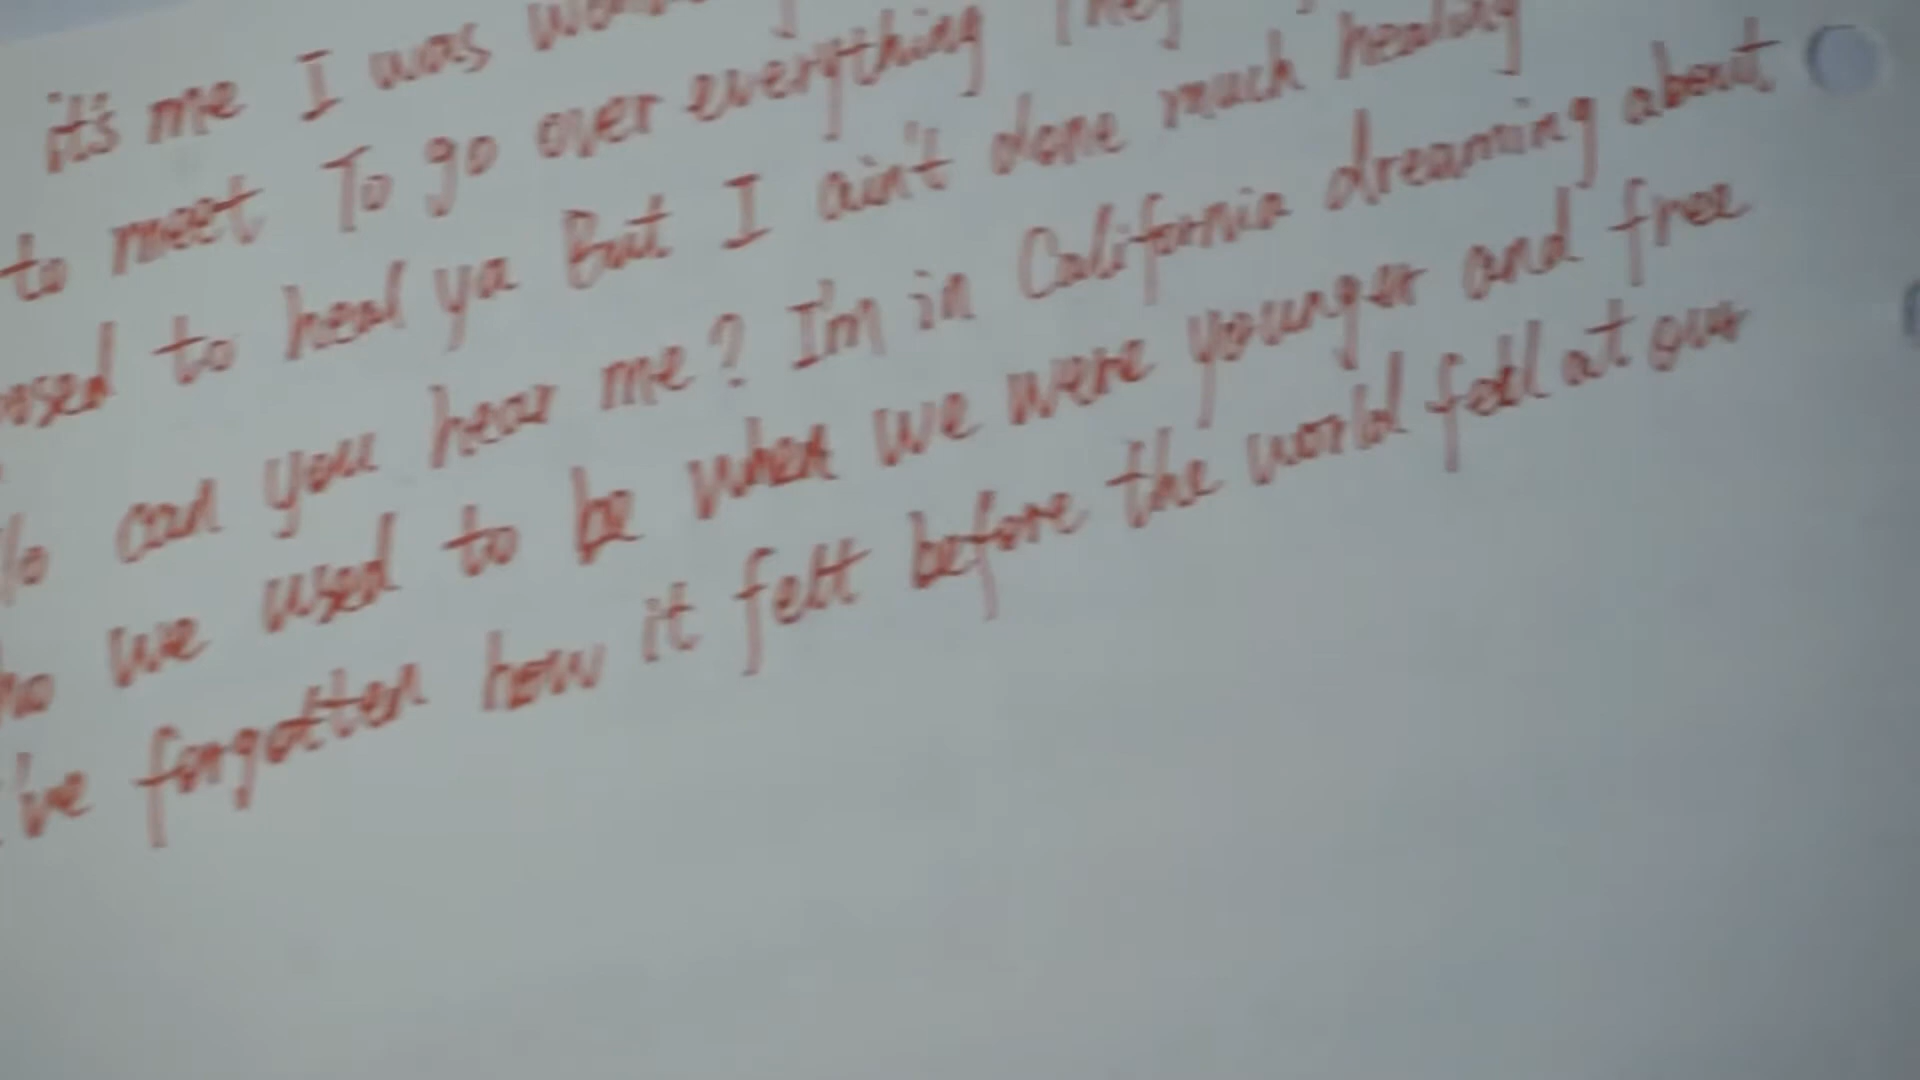 it's me I was
to meet To go over everything They
to heal ya But I ain't done much healing
can you hear me? I'm in California dreaming about
we used to be when we were younger and free
've forgotten how it felt before the world fell at our